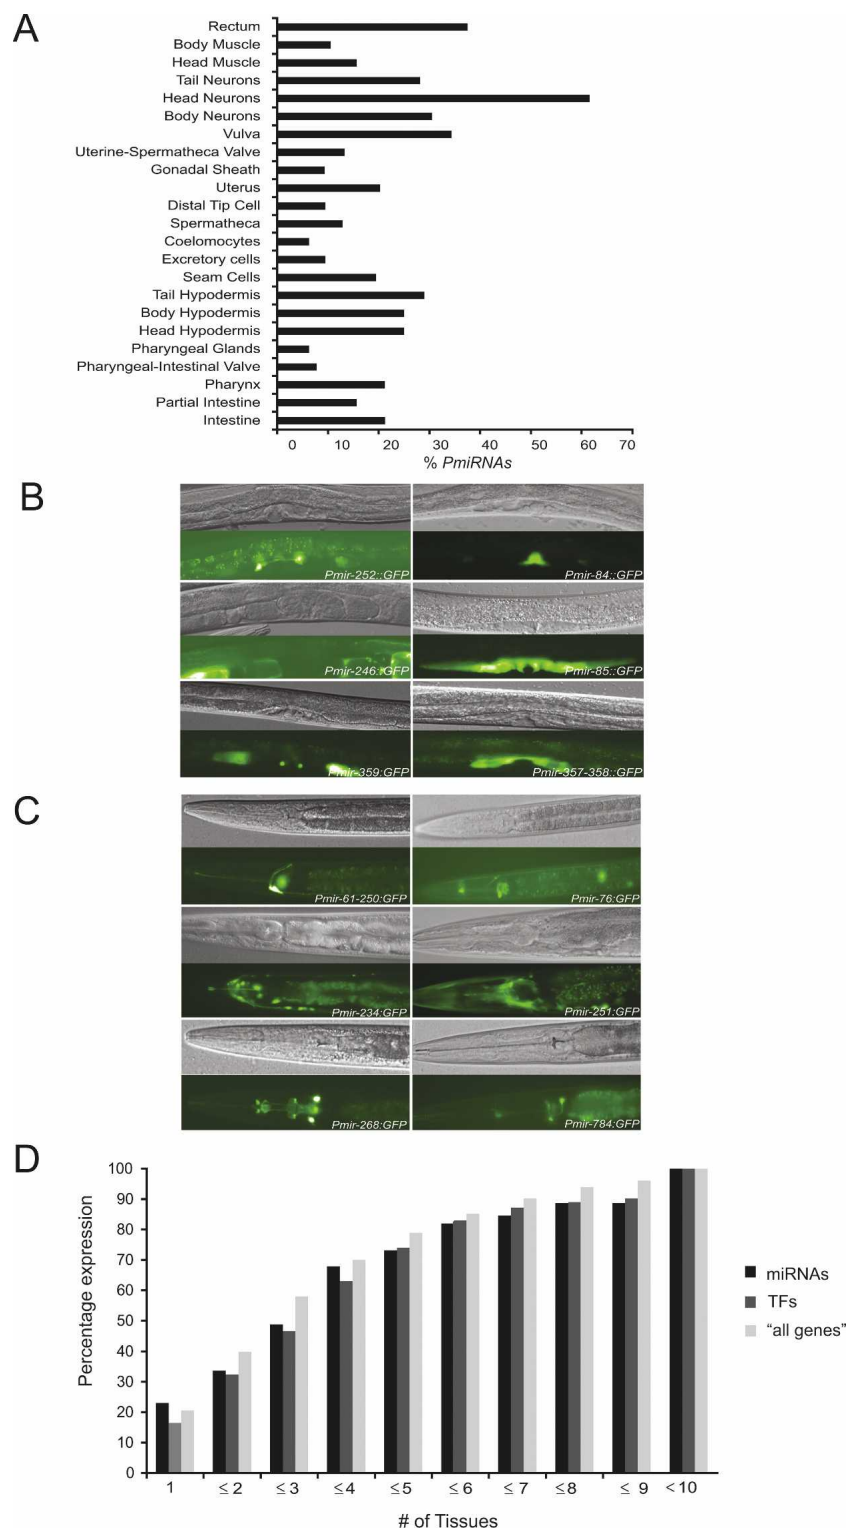 A
Rectum
Body Muscle
Head Muscle
Tail Neurons
Head Neurons
Body Neurons
Vulva
Uterine-Spermatheca Valve
Gonadal Sheath
Uterus
Distal Tip Cell
Spermatheca
Coelomocytes
Excretory cells
Seam Cells
Tail Hypodermis
Body Hypodermis
Head Hypodermis
Pharyngeal Glands
Pharyngeal-Intestinal Valve
Pharynx
Partial Intestine
Intestine
0 10 20 30 40 50 60 70
% PmiRNAs
B
Pmir-252::GFP Pmir-84::GFP
Pmir-246:GFP Pmir-85::GFP
Pmir-359:GFP Pmir-357-358::GFP
C
Pmir-61-250:GFP Pmir-76:GFP
Pmir-234:GFP Pmir-251:GFP
Pmir-268:GFP Pmir-784:GFP
D
Percentage expression
100
90
80
70
60
50
40
30
20
10
0
1 ≤ 2 ≤ 3 ≤4 ≤5 ≤ 6 ≤ 7 ≤8 ≤ 9 < 10
# of Tissues
miRNAs
TFs
"all genes"